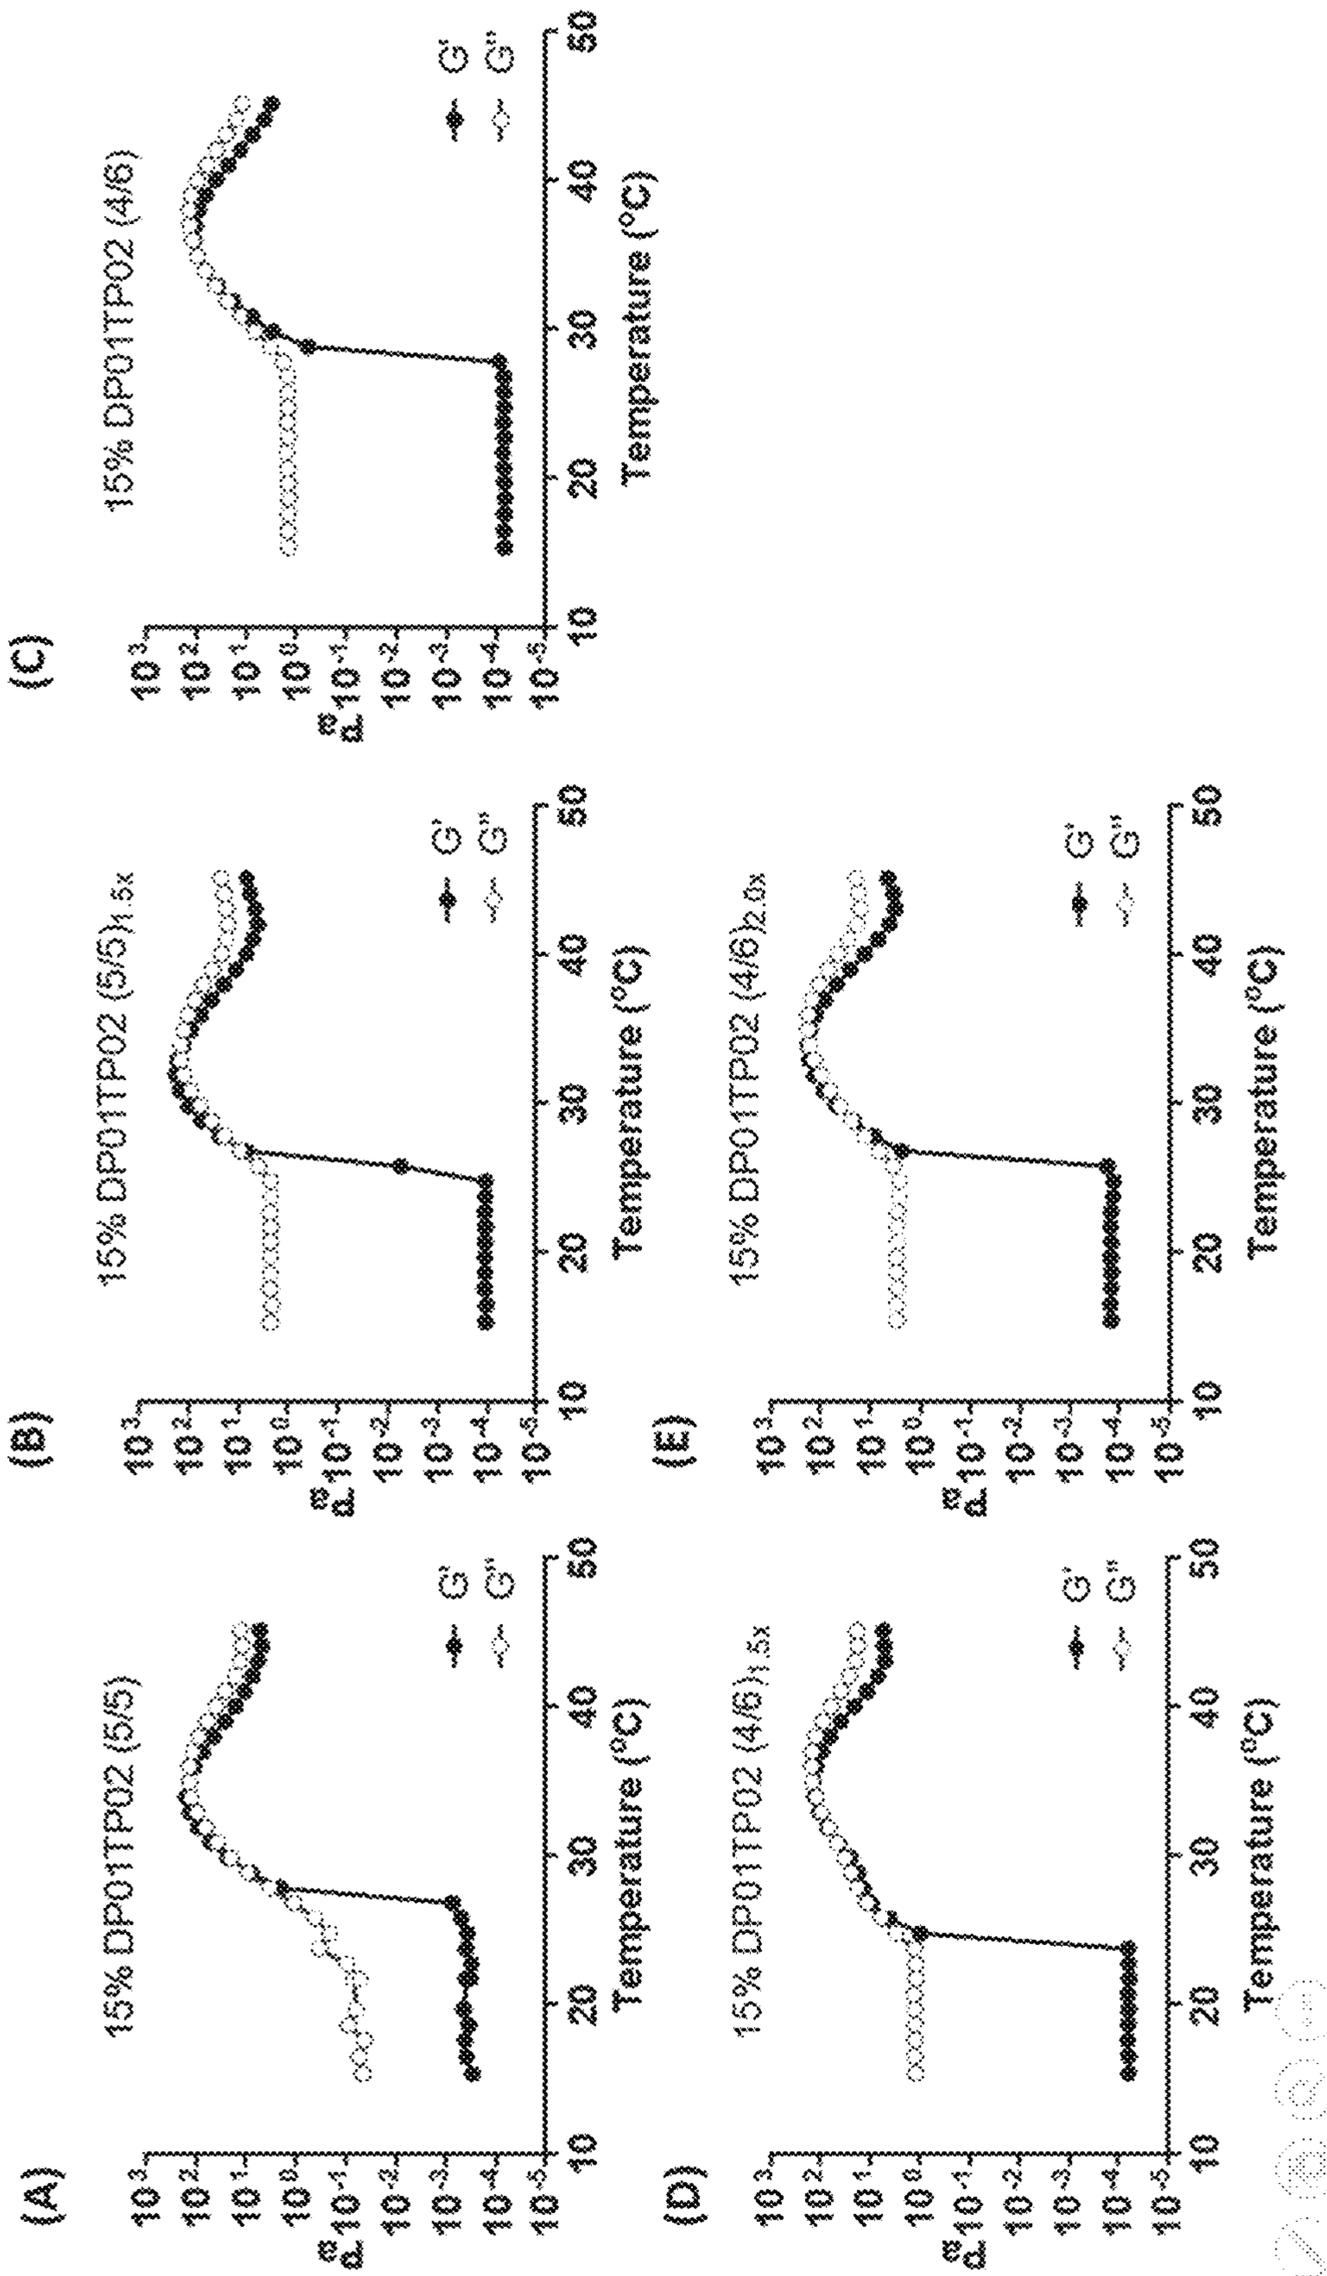 (A)
15% DP01TP02 (5/5)
10³
10²
10¹
10⁰
10⁻¹
10⁻²
10⁻³
10⁻⁴
10⁻⁵
Pa
G'
G"
10 20 30 40 50
Temperature (°C)
(B)
15% DP01TP02 (5/5)1.5x
10³
10²
10¹
10⁰
10⁻¹
10⁻²
10⁻³
10⁻⁴
10⁻⁵
Pa
G'
G"
10 20 30 40 50
Temperature (°C)
(C)
15% DP01TP02 (4/6)
10³
10²
10¹
10⁰
10⁻¹
10⁻²
10⁻³
10⁻⁴
10⁻⁵
Pa
G'
G"
10 20 30 40 50
Temperature (°C)
(D)
15% DP01TP02 (4/6)1.5x
10³
10²
10¹
10⁰
10⁻¹
10⁻²
10⁻³
10⁻⁴
10⁻⁵
Pa
G'
G"
10 20 30 40 50
Temperature (°C)
(E)
15% DP01TP02 (4/6)2.0x
10³
10²
10¹
10⁰
10⁻¹
10⁻²
10⁻³
10⁻⁴
10⁻⁵
Pa
G'
G"
10 20 30 40 50
Temperature (°C)